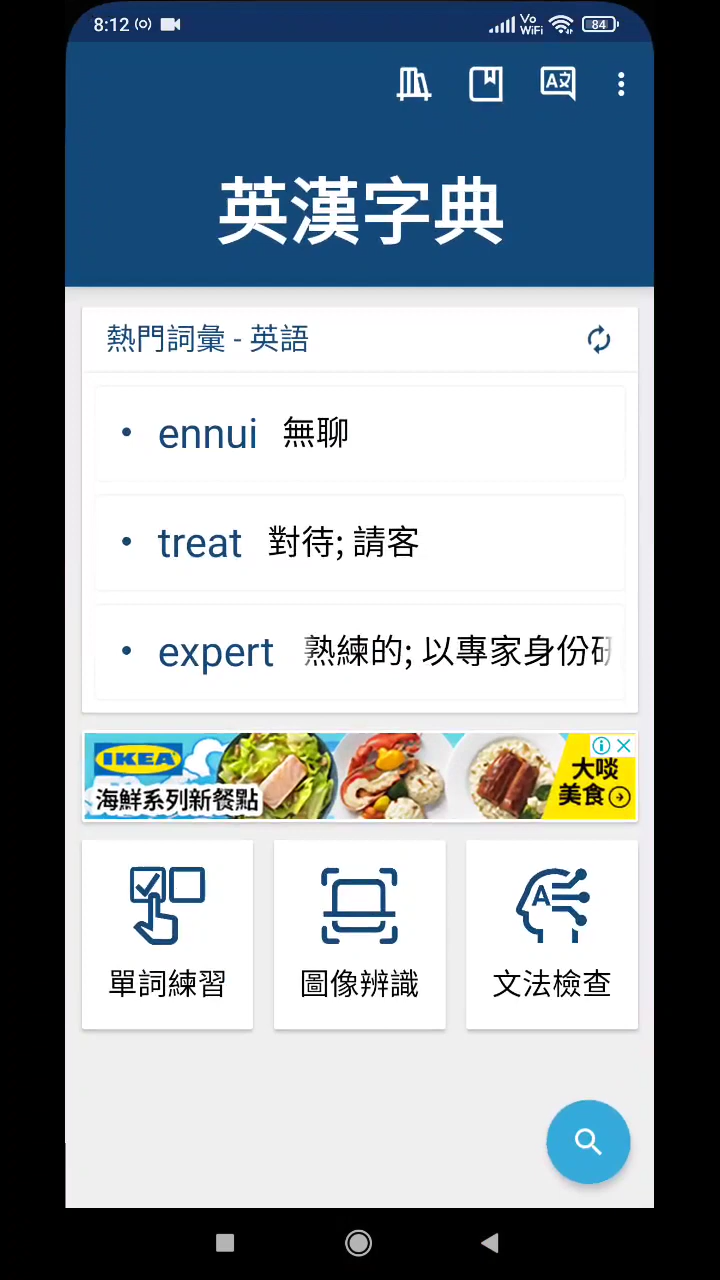 8:12
Vo
WiFi
84
英漢字典
熱門詞彙 - 英語
• ennui 無聊
• treat 對待; 請客
• expert 熟練的; 以專家身份研
IKEA
海鮮系列新餐點
大啖
美食
單詞練習
圖像辨識
文法檢查